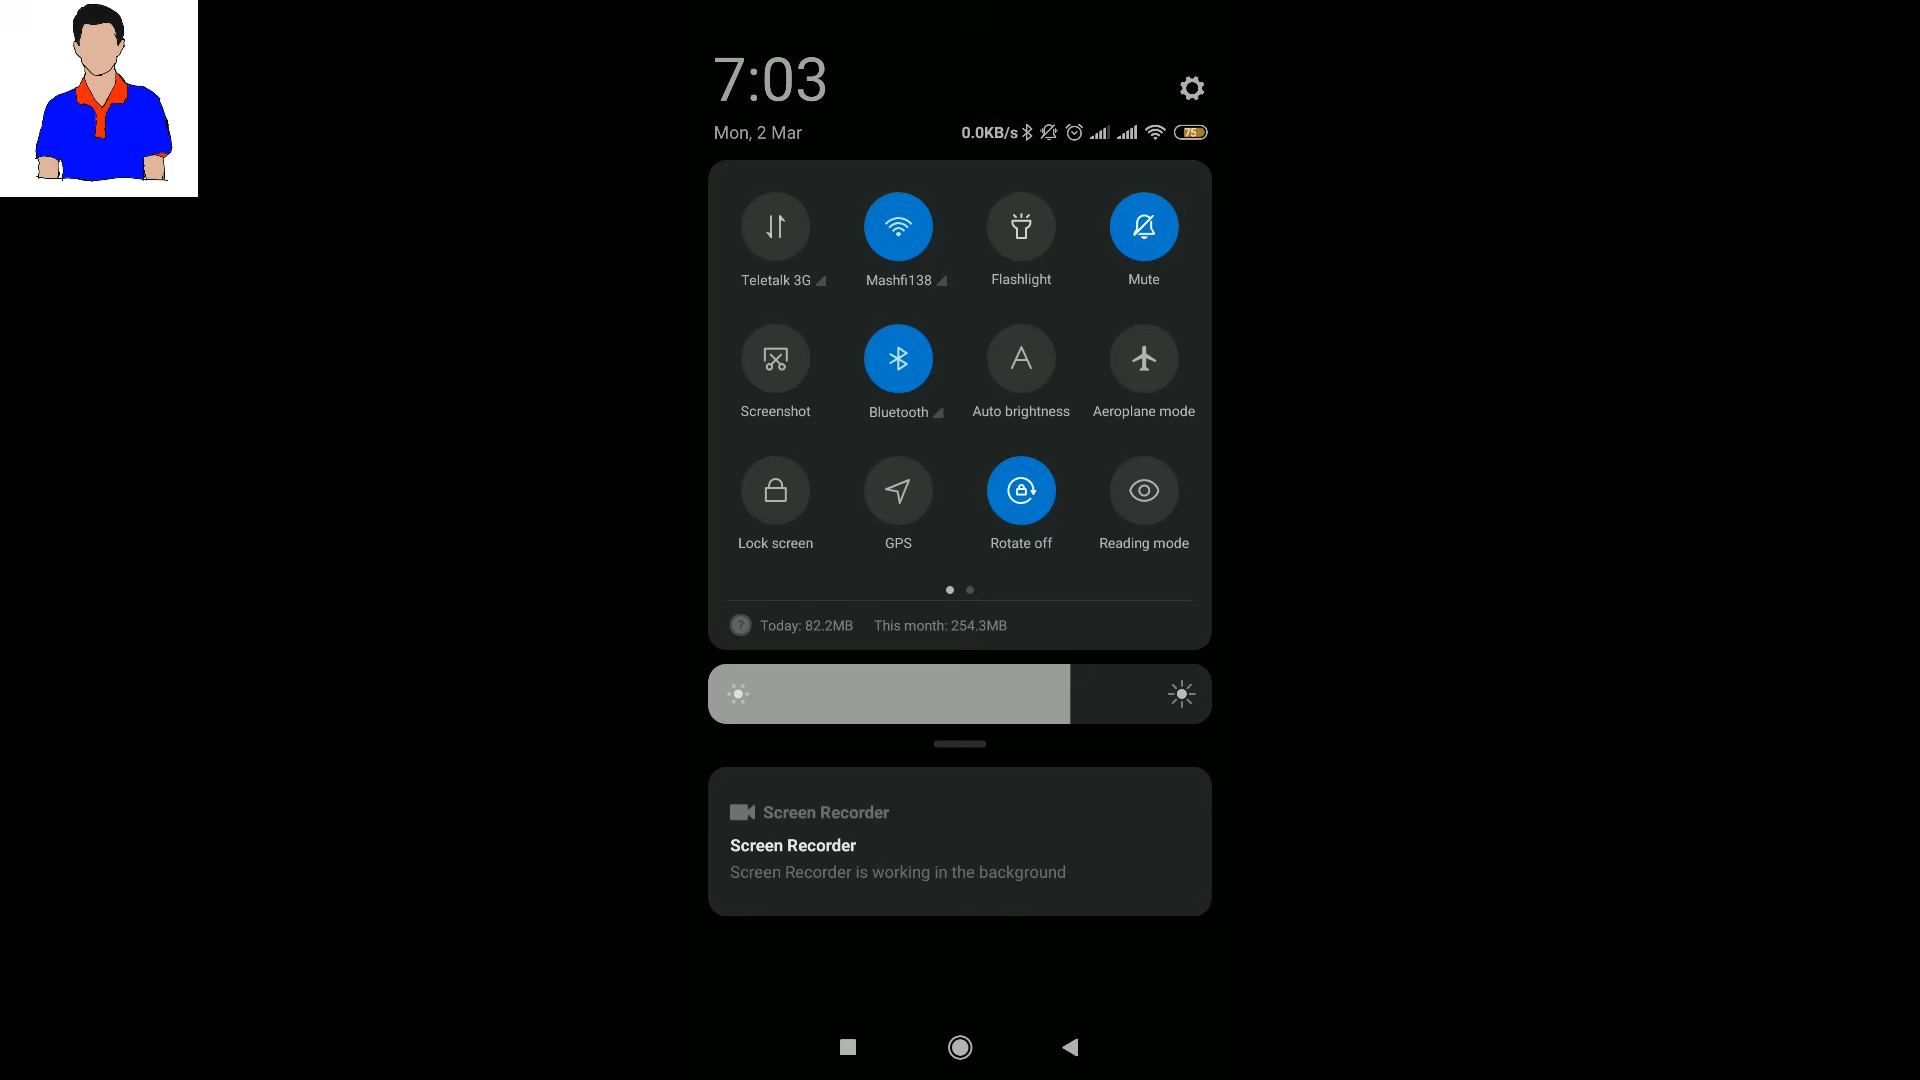 7:03
Mon, 2 Mar
0.0KB/s
75
Teletalk 3G
Mashfi138
Flashlight
Mute
Screenshot
Bluetooth
A
Auto brightness
Aeroplane mode
Lock screen
GPS
Rotate off
Reading mode
? Today: 82.2MB This month: 254.3MB
Screen Recorder
Screen Recorder
Screen Recorder is working in the background